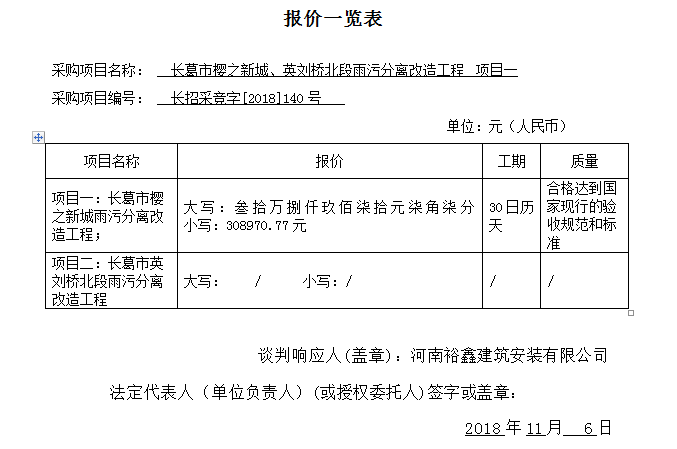 报价一览表
采购项目名称： 长葛市樱之新城、英刘桥北段雨污分离改造工程 项目一
采购项目编号： 长招采竞字[2018]140号
单位：元（人民币）
项目名称 报价 工期 质量
项目一：长葛市樱
之新城雨污分离改
造工程；
大写：叁拾万捌仟玖佰柒拾元柒角柒分
小写：308970.77元
30日历
天
合格达到国
家现行的验
收规范和标
准
项目二：长葛市英
刘桥北段雨污分离
改造工程
大写： / 小写：/
/
/
谈判响应人(盖章)：河南裕鑫建筑安装有限公司
法定代表人（单位负责人）(或授权委托人)签字或盖章：
2018年11月 6日